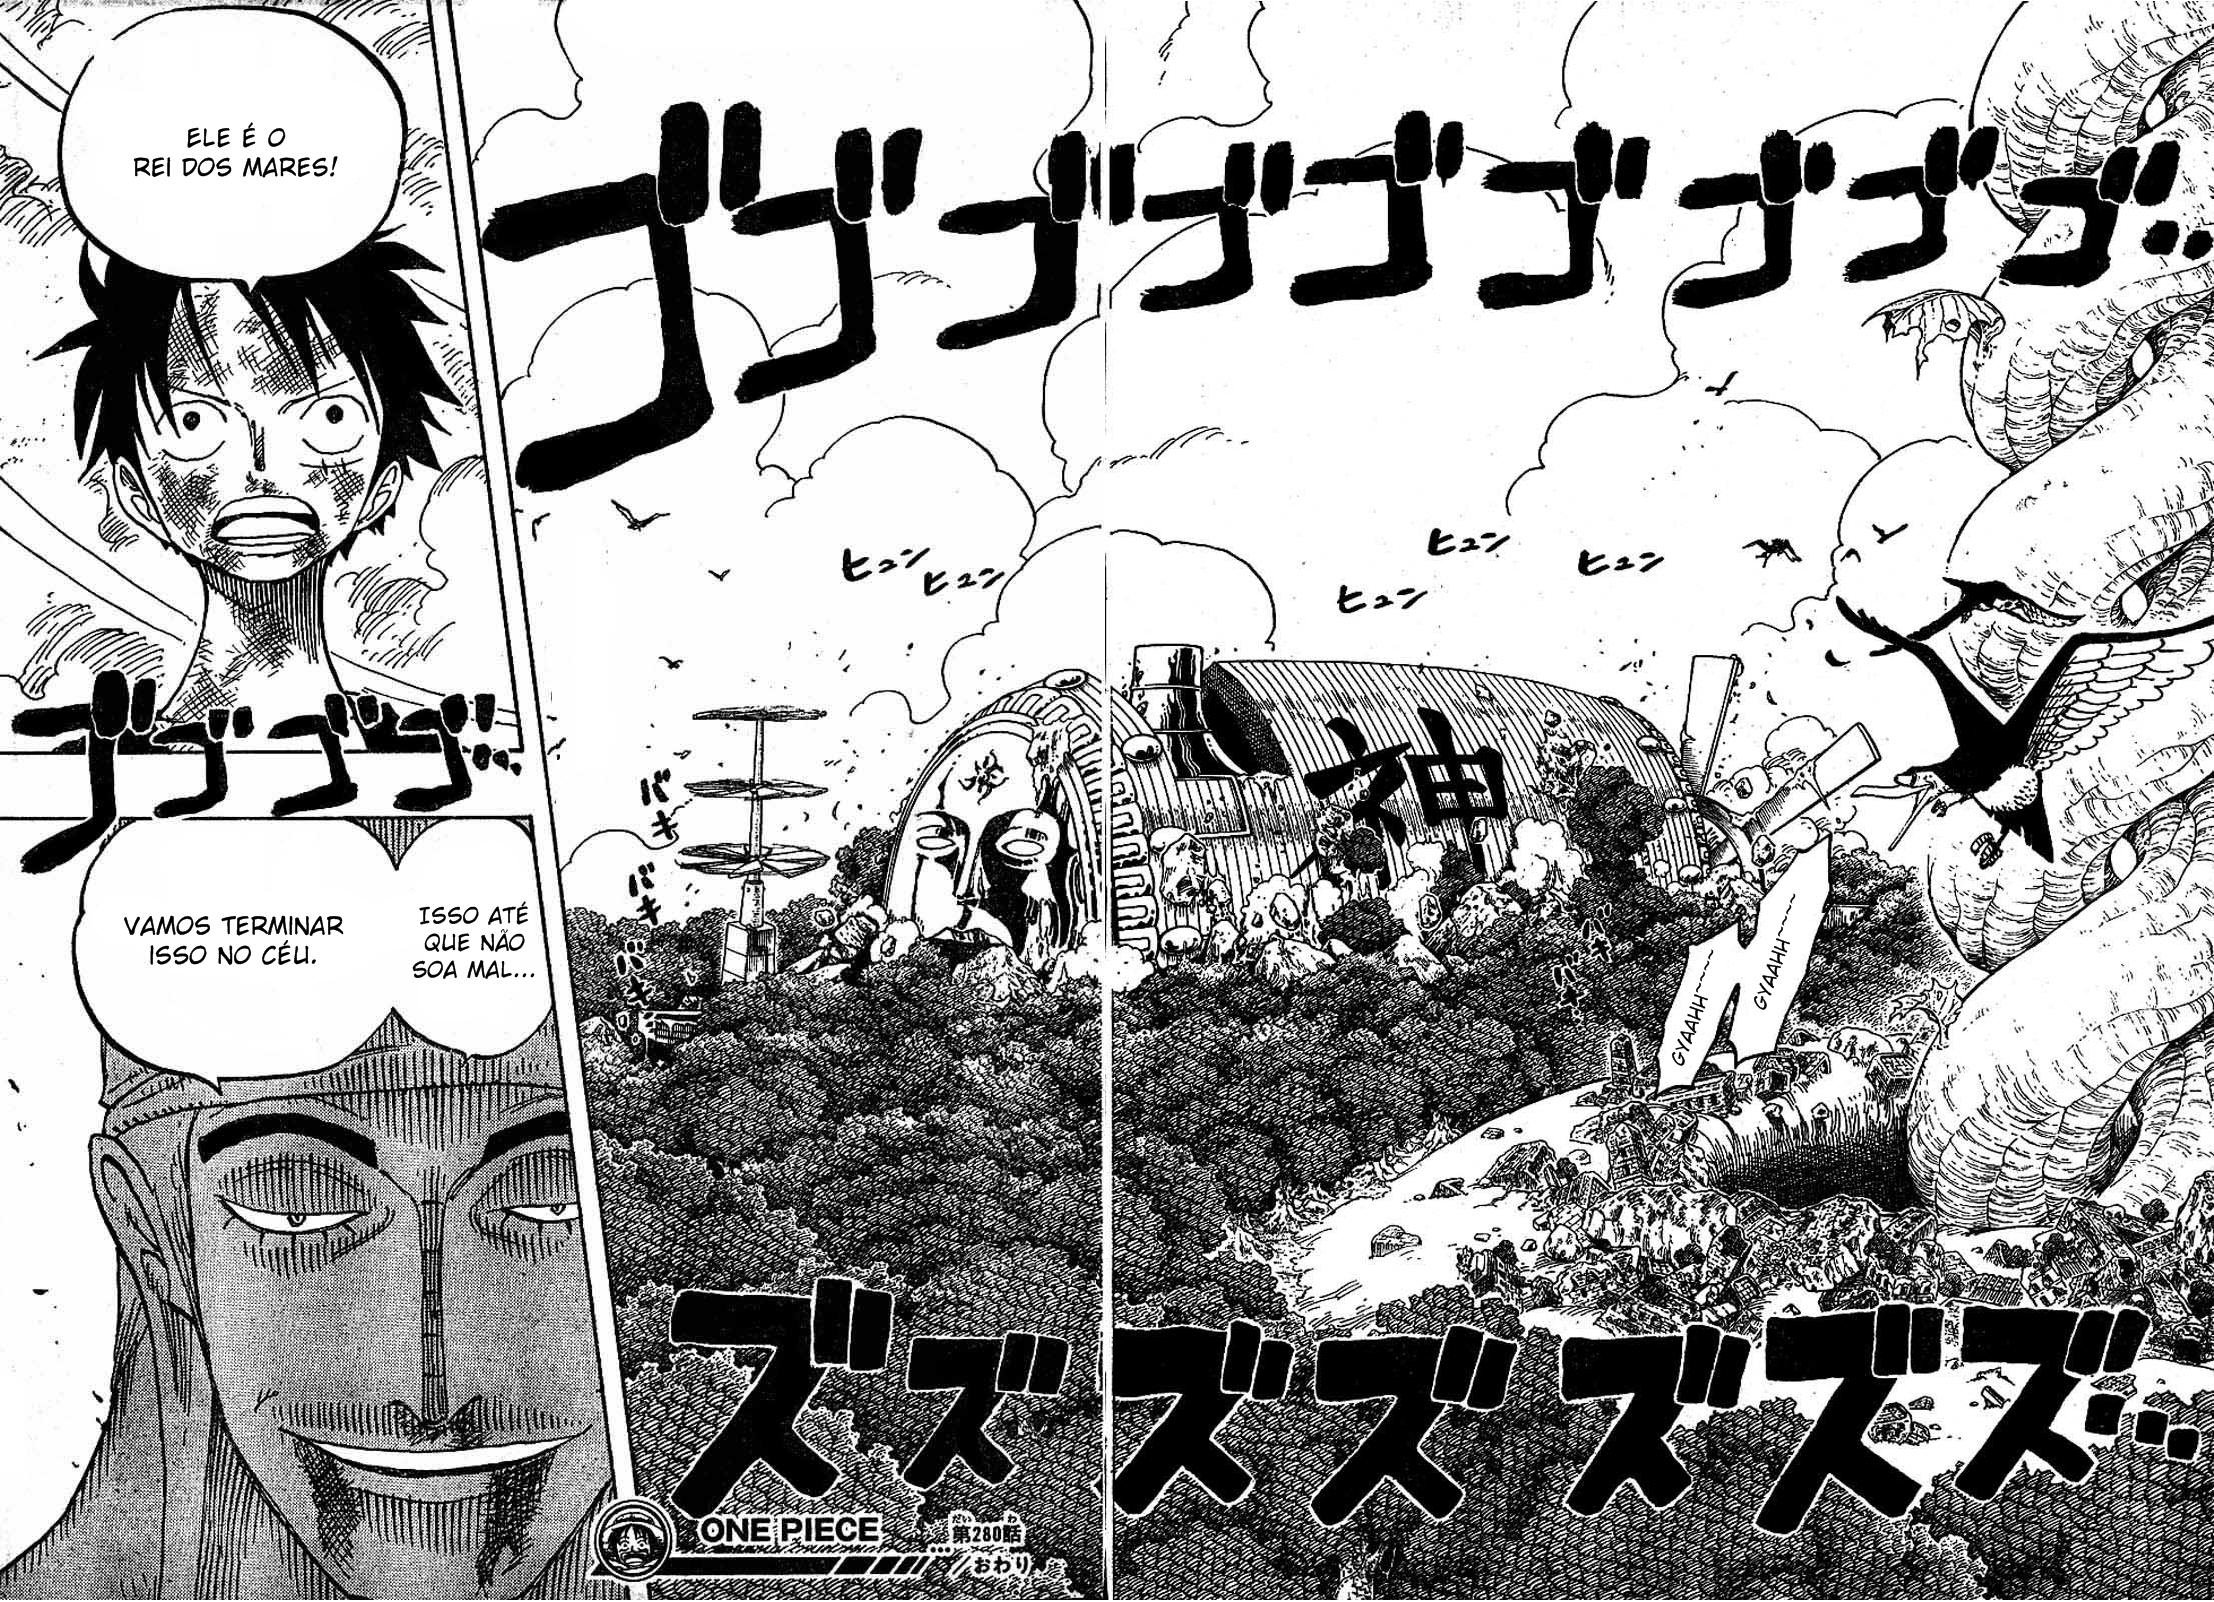 ゴゴゴゴゴゴゴゴゴ‥
ヒュン
ヒュン
ヒュン
ヒュン
ヒュン
神
バキ
バキ
バキ
バキ
GYAAHH~~~~
GYAAHH~~~~
ズズズズズズズ…
ELE É O
REI DOS MARES!
ゴゴゴゴ…
ISSO ATÉ
QUE NÃO
SOA MAL...
VAMOS TERMINAR
ISSO NO CÉU.
ONE PIECE
…第280話
おわり